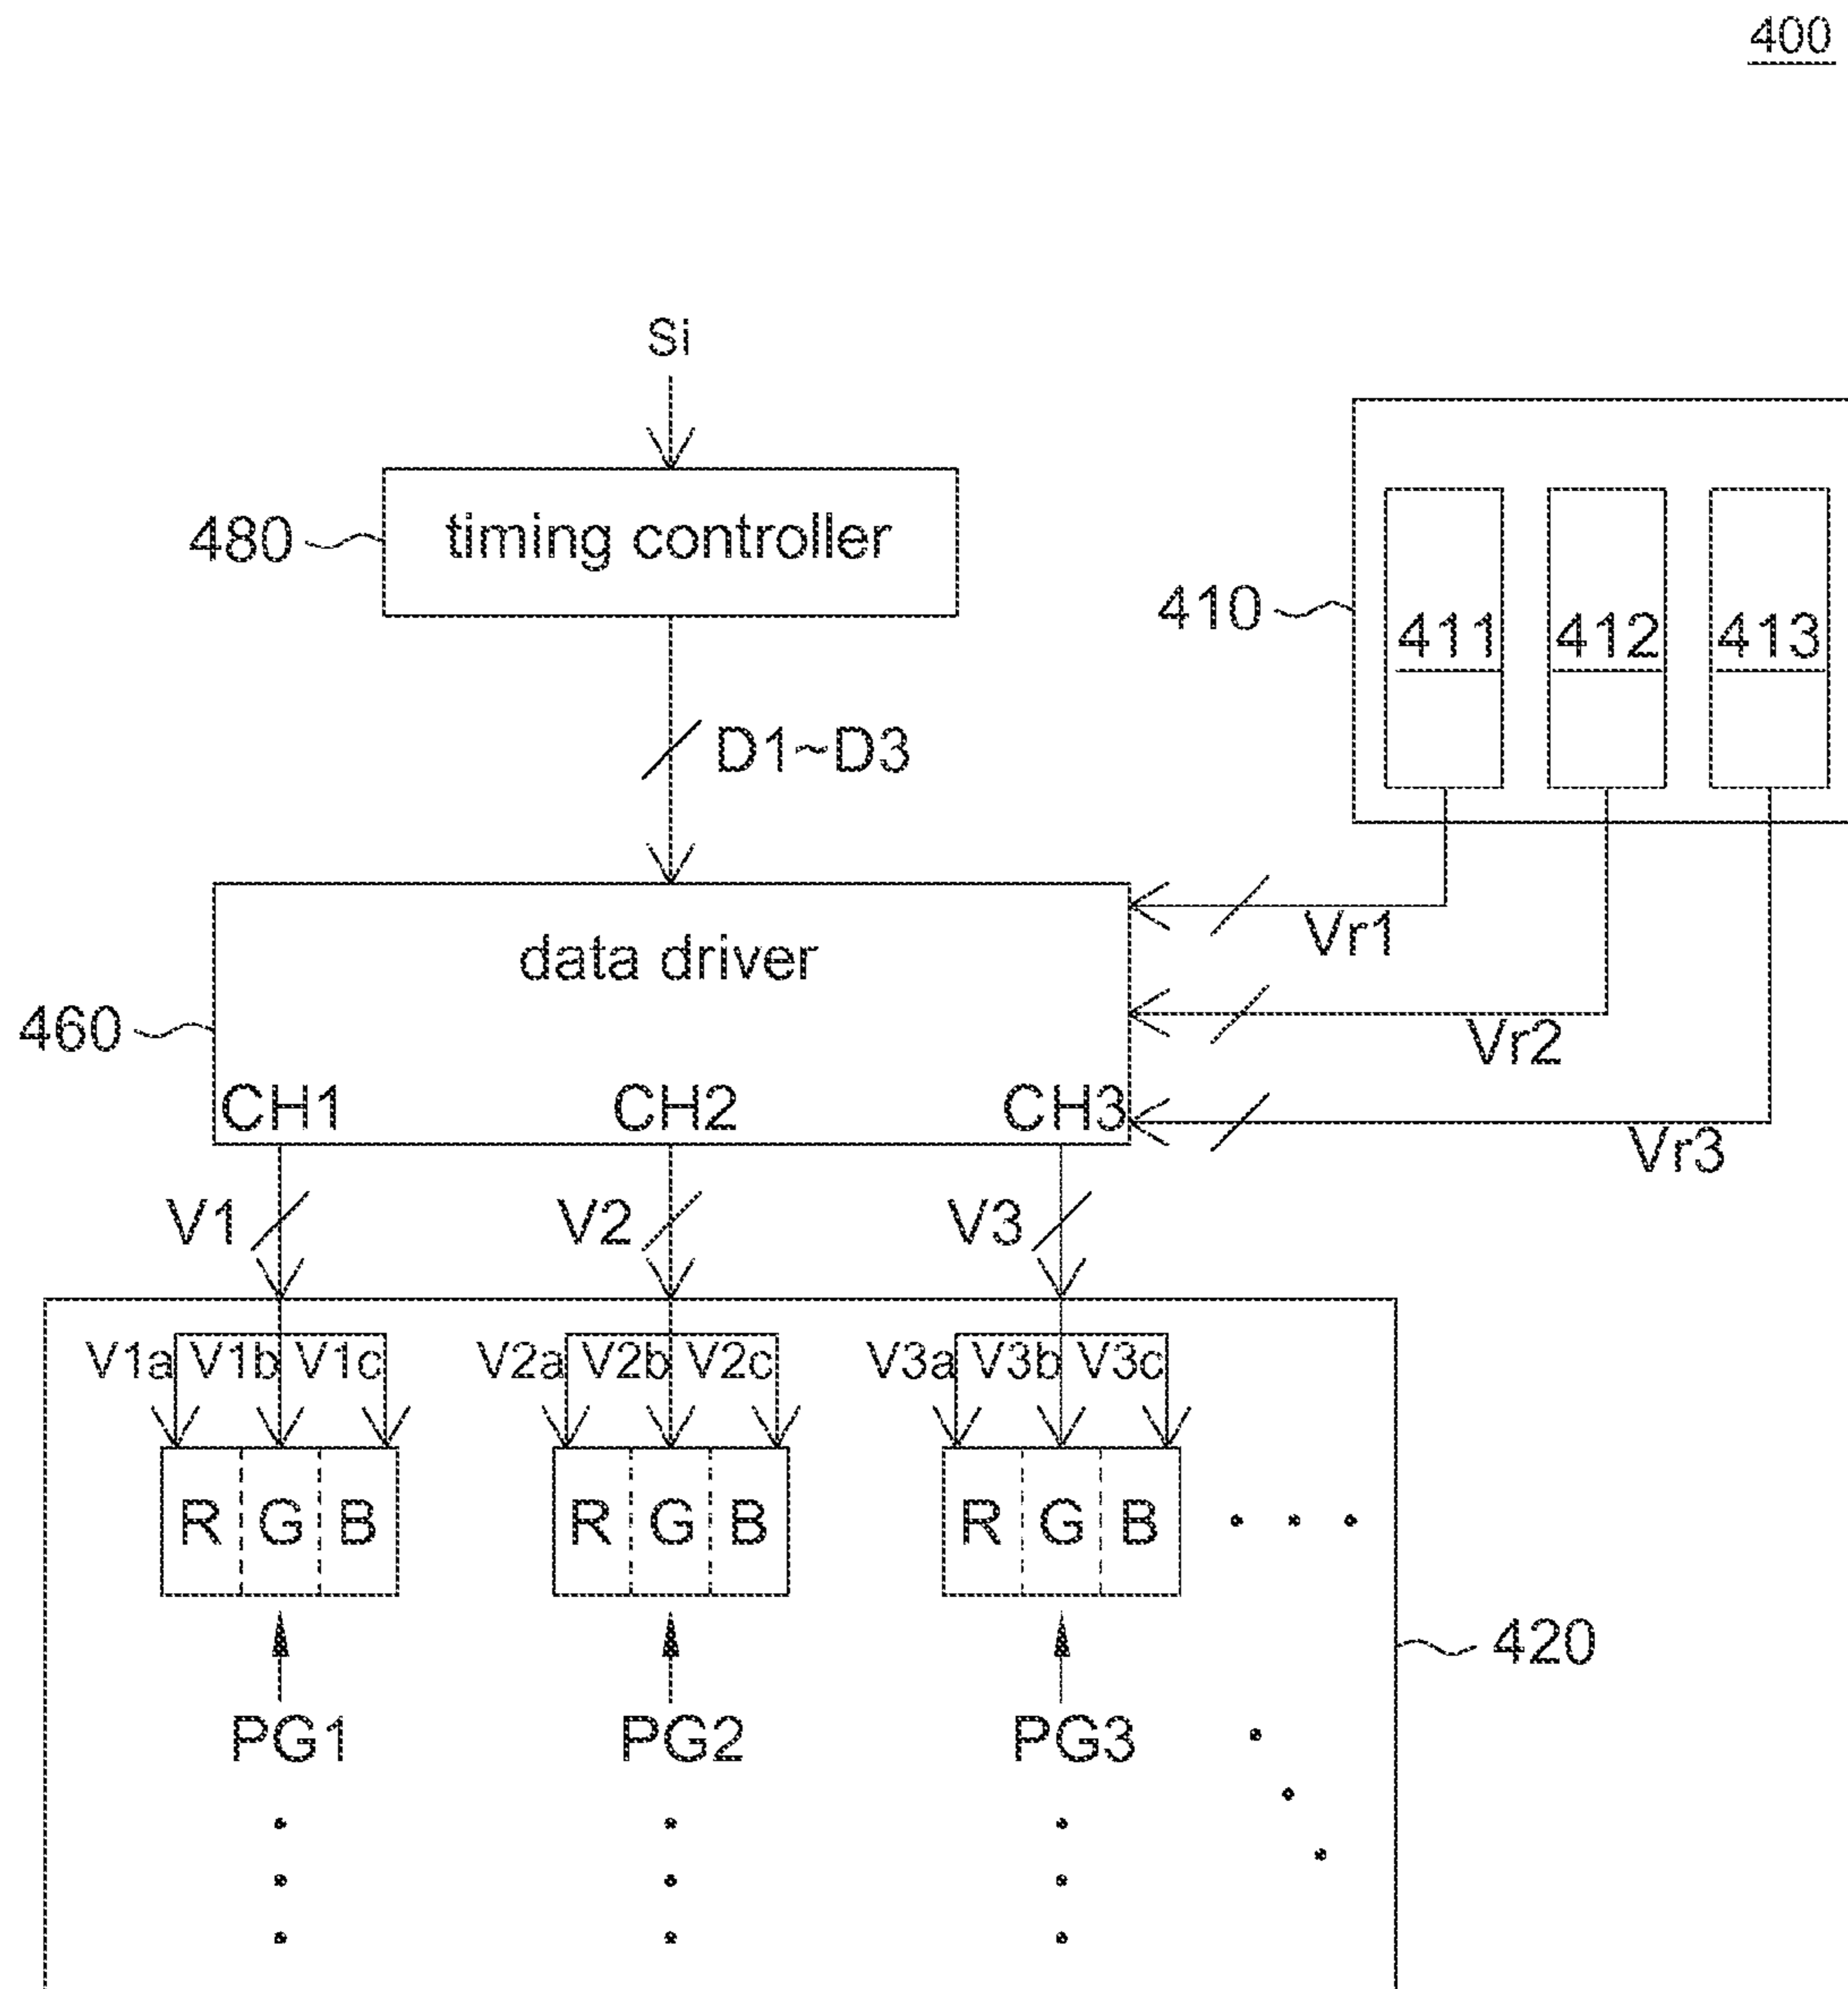 400
Si
480 timing controller
410
411 412 413
D1~D3
Vr1
data driver
460
Vr2
CH1 CH2 CH3
Vr3
V1 V2 V3
V1a V1b V1c V2a V2b V2c V3a V3b V3c
R G B R G B R G B
420
PG1 PG2 PG3